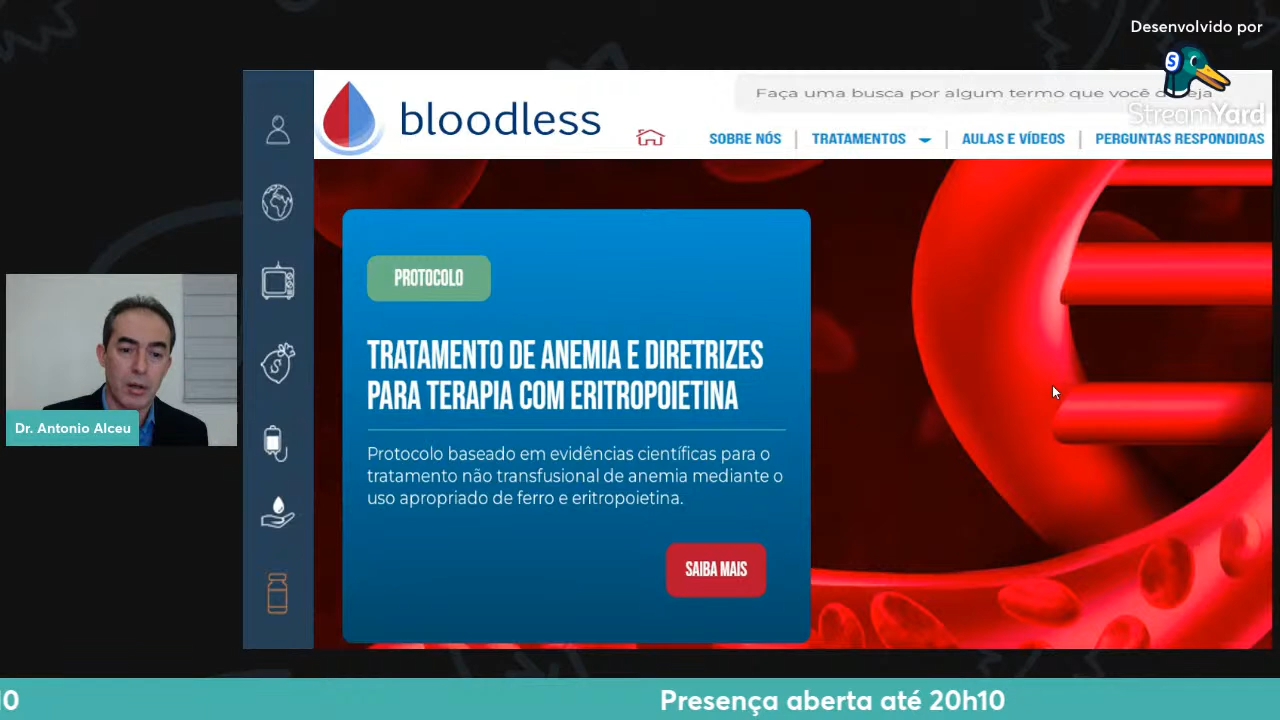 Desenvolvido por
S
StreamYard
bloodless
Faça uma busca por algum termo que você
SOBRE NÓS | TRATAMENTOS | AULAS E VÍDEOS | PERGUNTAS RESPONDIDAS
PROTOCOLO
TRATAMENTO DE ANEMIA E DIRETRIZES
PARA TERAPIA COM ERITROPOIETINA
Protocolo baseado em evidências científicas para o
tratamento não transfusional de anemia mediante o
uso apropriado de ferro e eritropoietina.
SAIBA MAIS
Dr. Antonio Alceu
Presença aberta até 20h10